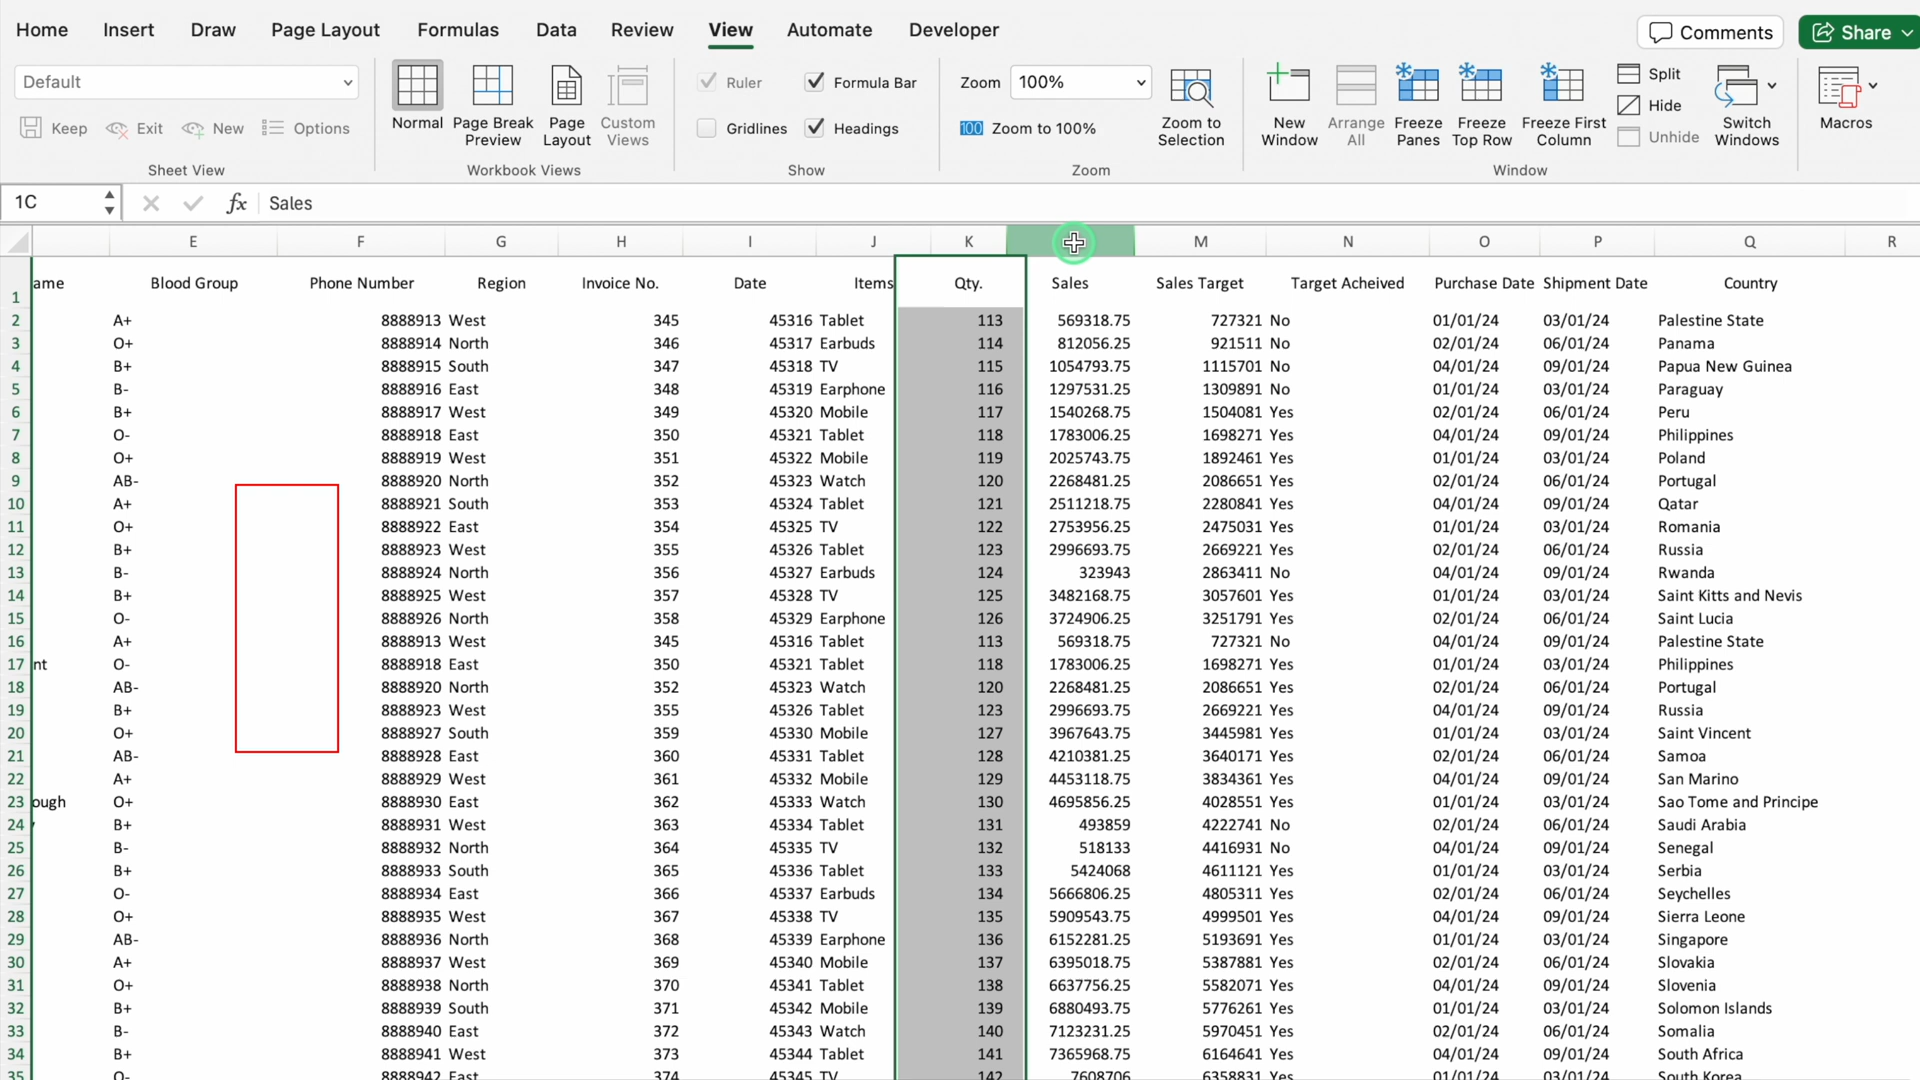 Home Insert Draw Page Layout Formulas Data Review View Automate Developer Comments Share
Default Ruler Formula Bar Zoom 100% Split
Keep Exit New Options Gridlines Headings 100 Zoom to 100% Hide
Normal Page Break Preview Page Layout Custom Views Zoom to Selection New Window Arrange All Freeze Panes Freeze Top Row Freeze First Column Unhide Switch Windows Macros
Sheet View Workbook Views Show Zoom Window
1C fx Sales
E F G H I J K M N O P Q R
1 ame Blood Group Phone Number Region Invoice No. Date Items Qty. Sales Sales Target Target Acheived Purchase Date Shipment Date Country
2 A+ 8888913 West 345 45316 Tablet 113 569318.75 727321 No 01/01/24 03/01/24 Palestine State
3 O+ 8888914 North 346 45317 Earbuds 114 812056.25 921511 No 02/01/24 06/01/24 Panama
4 B+ 8888915 South 347 45318 TV 115 1054793.75 1115701 No 04/01/24 09/01/24 Papua New Guinea
5 B- 8888916 East 348 45319 Earphone 116 1297531.25 1309891 No 01/01/24 03/01/24 Paraguay
6 B+ 8888917 West 349 45320 Mobile 117 1540268.75 1504081 Yes 02/01/24 06/01/24 Peru
7 O- 8888918 East 350 45321 Tablet 118 1783006.25 1698271 Yes 04/01/24 09/01/24 Philippines
8 O+ 8888919 West 351 45322 Mobile 119 2025743.75 1892461 Yes 01/01/24 03/01/24 Poland
9 AB- 8888920 North 352 45323 Watch 120 2268481.25 2086651 Yes 02/01/24 06/01/24 Portugal
10 A+ 8888921 South 353 45324 Tablet 121 2511218.75 2280841 Yes 04/01/24 09/01/24 Qatar
11 O+ 8888922 East 354 45325 TV 122 2753956.25 2475031 Yes 01/01/24 03/01/24 Romania
12 B+ 8888923 West 355 45326 Tablet 123 2996693.75 2669221 Yes 02/01/24 06/01/24 Russia
13 B- 8888924 North 356 45327 Earbuds 124 323943 2863411 No 04/01/24 09/01/24 Rwanda
14 B+ 8888925 West 357 45328 TV 125 3482168.75 3057601 Yes 01/01/24 03/01/24 Saint Kitts and Nevis
15 O- 8888926 North 358 45329 Earphone 126 3724906.25 3251791 Yes 02/01/24 06/01/24 Saint Lucia
16 A+ 8888913 West 345 45316 Tablet 113 569318.75 727321 No 04/01/24 09/01/24 Palestine State
17 nt O- 8888918 East 350 45321 Tablet 118 1783006.25 1698271 Yes 01/01/24 03/01/24 Philippines
18 AB- 8888920 North 352 45323 Watch 120 2268481.25 2086651 Yes 02/01/24 06/01/24 Portugal
19 B+ 8888923 West 355 45326 Tablet 123 2996693.75 2669221 Yes 04/01/24 09/01/24 Russia
20 O+ 8888927 South 359 45330 Mobile 127 3967643.75 3445981 Yes 01/01/24 03/01/24 Saint Vincent
21 AB- 8888928 East 360 45331 Tablet 128 4210381.25 3640171 Yes 02/01/24 06/01/24 Samoa
22 A+ 8888929 West 361 45332 Mobile 129 4453118.75 3834361 Yes 04/01/24 09/01/24 San Marino
23 ough O+ 8888930 East 362 45333 Watch 130 4695856.25 4028551 Yes 01/01/24 03/01/24 Sao Tome and Principe
24 B+ 8888931 West 363 45334 Tablet 131 493859 4222741 No 02/01/24 06/01/24 Saudi Arabia
25 B- 8888932 North 364 45335 TV 132 518133 4416931 No 04/01/24 09/01/24 Senegal
26 B+ 8888933 South 365 45336 Tablet 133 5424068 4611121 Yes 01/01/24 03/01/24 Serbia
27 O- 8888934 East 366 45337 Earbuds 134 5666806.25 4805311 Yes 02/01/24 06/01/24 Seychelles
28 O+ 8888935 West 367 45338 TV 135 5909543.75 4999501 Yes 04/01/24 09/01/24 Sierra Leone
29 AB- 8888936 North 368 45339 Earphone 136 6152281.25 5193691 Yes 01/01/24 03/01/24 Singapore
30 A+ 8888937 West 369 45340 Mobile 137 6395018.75 5387881 Yes 02/01/24 06/01/24 Slovakia
31 O+ 8888938 North 370 45341 Tablet 138 6637756.25 5582071 Yes 04/01/24 09/01/24 Slovenia
32 B+ 8888939 South 371 45342 Mobile 139 6880493.75 5776261 Yes 01/01/24 03/01/24 Solomon Islands
33 B- 8888940 East 372 45343 Watch 140 7123231.25 5970451 Yes 02/01/24 06/01/24 Somalia
34 B+ 8888941 West 373 45344 Tablet 141 7365968.75 6164641 Yes 04/01/24 09/01/24 South Africa
35 O- 8888942 East 374 45345 TV 142 7608706 6358831 Yes 01/01/24 03/01/24 South Korea